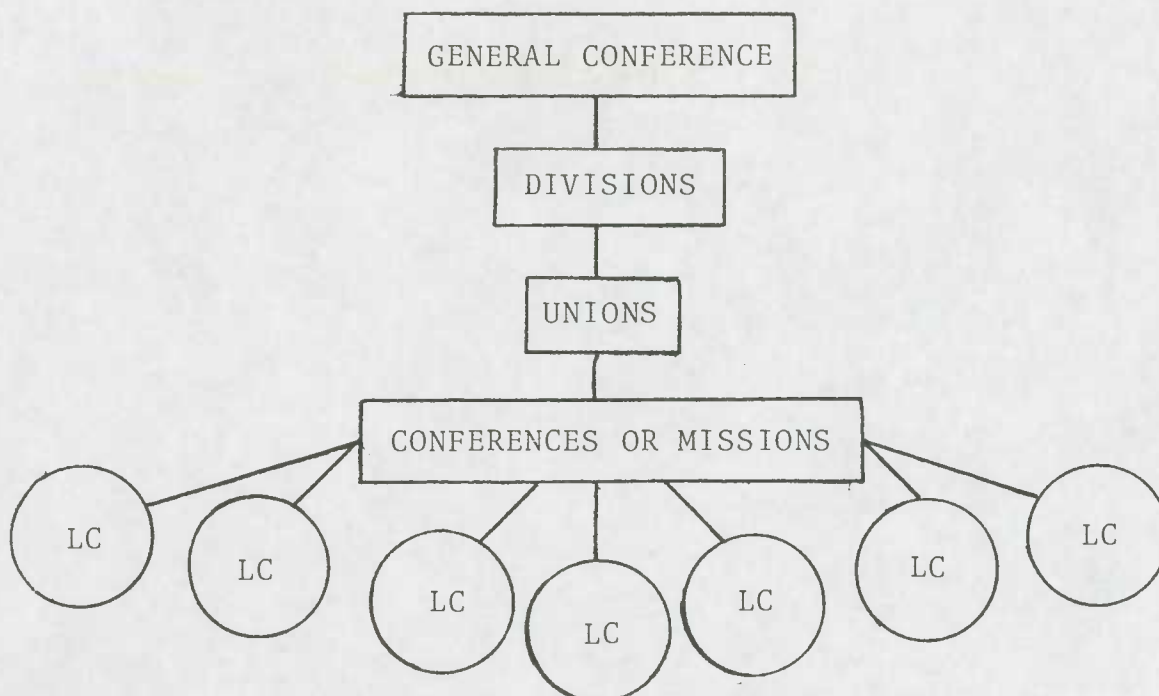 GENERAL CONFERENCE
DIVISIONS
UNIONS
CONFERENCES OR MISSIONS
LC
LC
LC
LC
LC
LC
LC